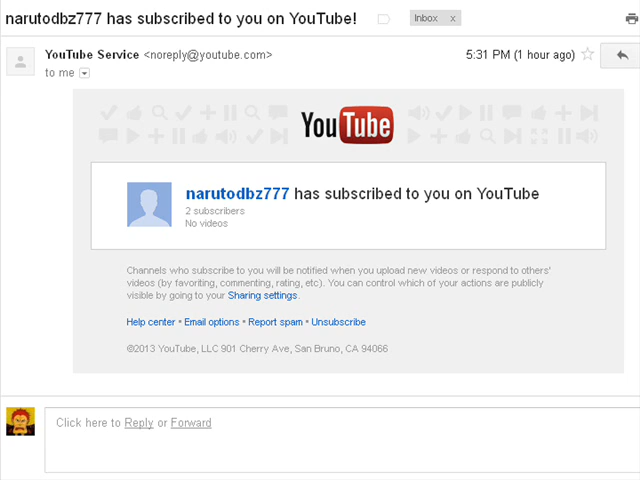 narutodbz777 has subscribed to you on YouTube!
Inbox x
YouTube Service <noreply@youtube.com>
5:31 PM (1 hour ago)
to me
YouTube
narutodbz777 has subscribed to you on YouTube
2 subscribers
No videos
Channels who subscribe to you will be notified when you upload new videos or respond to others'
videos (by favoriting, commenting, rating, etc). You can control which of your actions are publicly
visible by going to your Sharing settings.
Help center • Email options • Report spam • Unsubscribe
©2013 YouTube, LLC 901 Cherry Ave, San Bruno, CA 94066
Click here to Reply or Forward